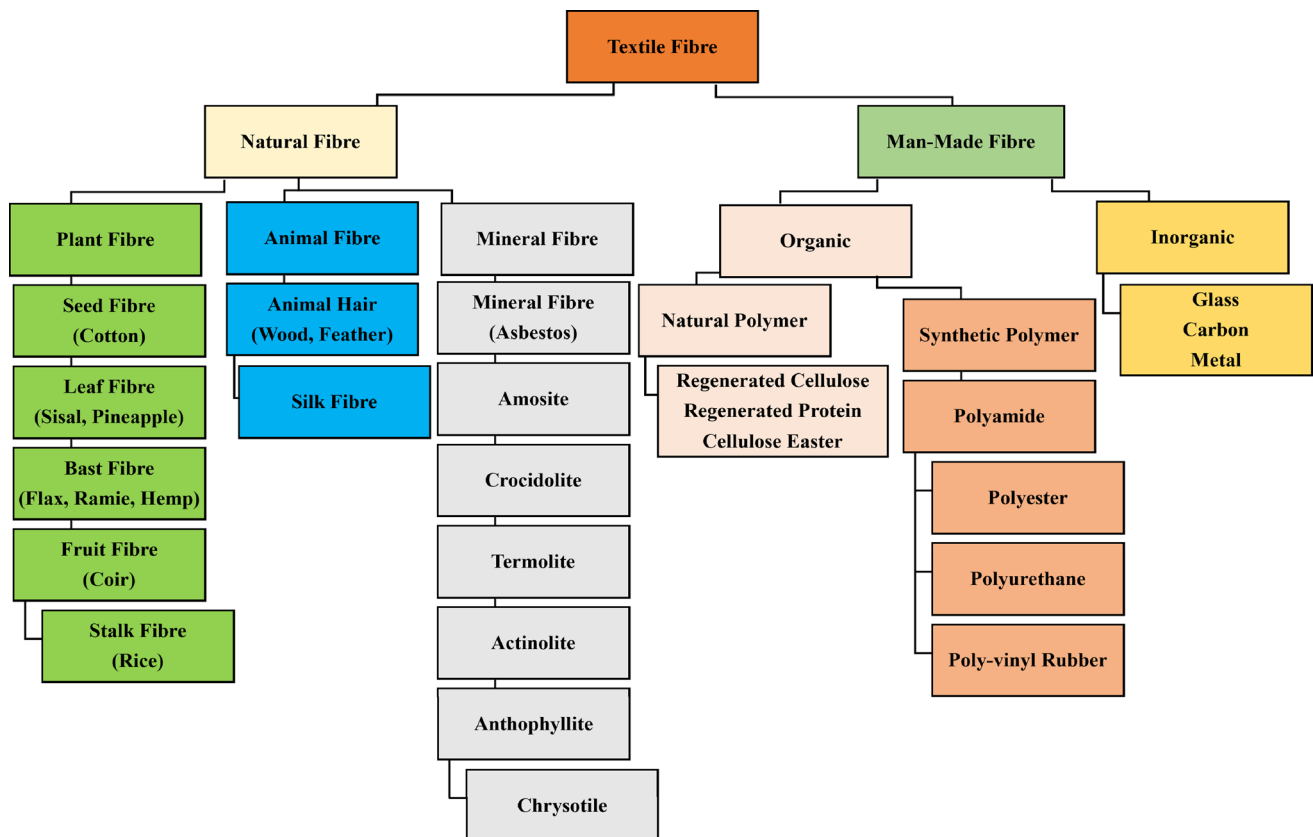 Textile Fibre
Natural Fibre
Man-Made Fibre
Plant Fibre
Seed Fibre
(Cotton)
Leaf Fibre
(Sisal, Pineapple)
Bast Fibre
(Flax, Ramie, Hemp)
Fruit Fibre
(Coir)
Stalk Fibre
(Rice)
Animal Fibre
Animal Hair
(Wood, Feather)
Silk Fibre
Mineral Fibre
Mineral Fibre
(Asbestos)
Amosite
Crocidolite
Termolite
Actinolite
Anthophyllite
Chrysotile
Organic
Natural Polymer
Regenerated Cellulose
Regenerated Protein
Cellulose Easter
Synthetic Polymer
Polyamide
Polyester
Polyurethane
Poly-vinyl Rubber
Inorganic
Glass
Carbon
Metal